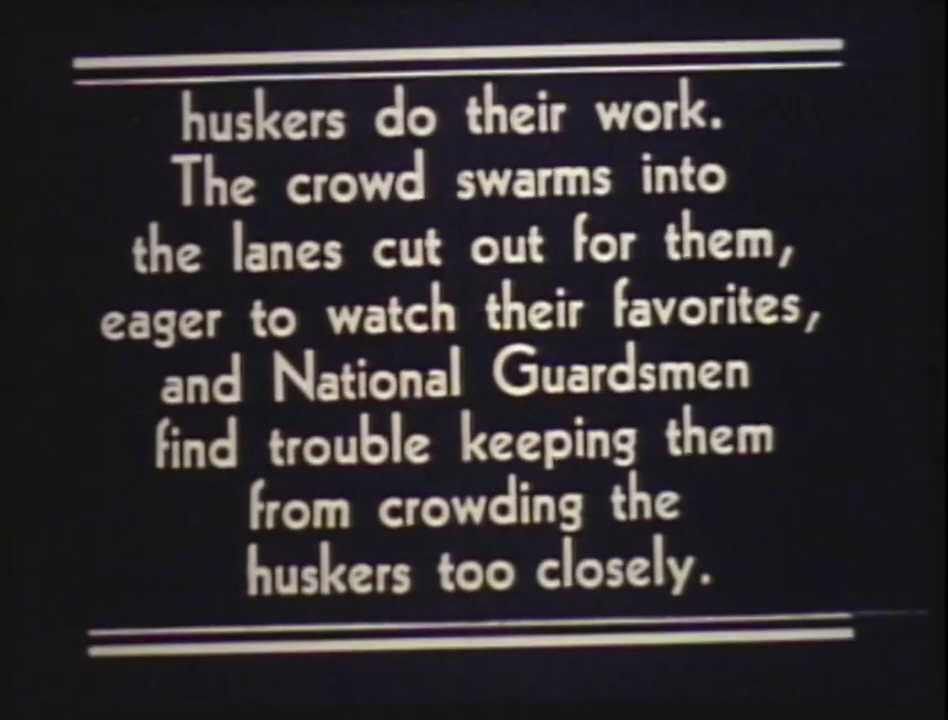 huskers do their work.
The crowd swarms into
the lanes cut out for them,
eager to watch their favorites,
and National Guardsmen
find trouble keeping them
from crowding the
huskers too closely.